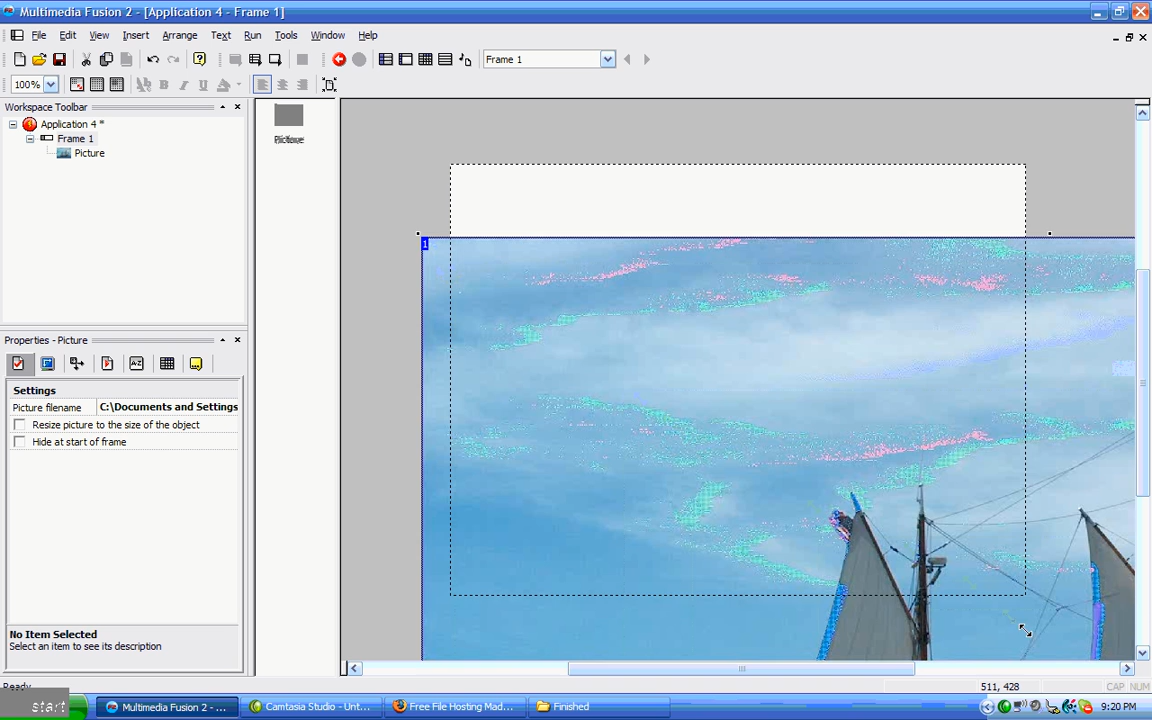 Multimedia Fusion 2 - [Application 4 - Frame 1]
File Edit View Insert Arrange Text Run Tools Window Help
Frame 1
100% B I U
Workspace Toolbar
Application 4 *
Frame 1
Picture
Picture
1
Properties - Picture
Settings
Picture filename C:\Documents and Settings
Resize picture to the size of the object
Hide at start of frame
No Item Selected
Select an item to see its description
Ready
511, 428 CAP NUM
start Multimedia Fusion 2 - ... Camtasia Studio - Unt... Free File Hosting Mad... Finished 9:20 PM